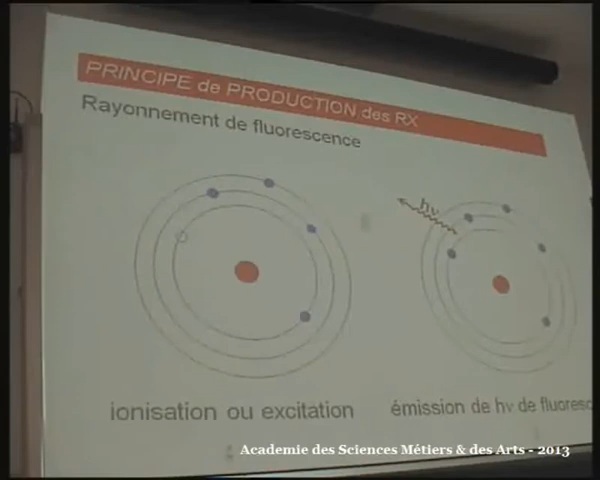 PRINCIPE de PRODUCTION des RX
Rayonnement de fluorescence
hν
ionisation ou excitation
émission de hν de fluoresc
Academie des Sciences Métiers & des Arts - 2013